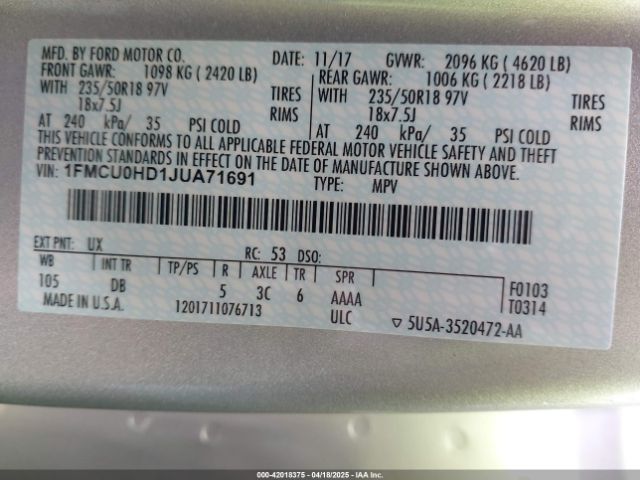 MFD. BY FORD MOTOR CO. DATE: 11/17 GVWR: 2096 KG ( 4620 LB)
FRONT GAWR: 1098 KG ( 2420 LB) REAR GAWR: 1006 KG ( 2218 LB)
WITH 235/50R18 97V TIRES WITH 235/50R18 97V TIRES
18x7.5J RIMS 18x7.5J RIMS
AT 240 kPa/ 35 PSI COLD AT 240 kPa/ 35 PSI COLD
THIS VEHICLE CONFORMS TO ALL APPLICABLE FEDERAL MOTOR VEHICLE SAFETY AND THEFT
PREVENTION STANDARDS IN EFFECT ON THE DATE OF MANUFACTURE SHOWN ABOVE.
VIN: 1FMCU0HD1JUA71691 TYPE: MPV
EXT PNT: UX RC: 53 DSO:
WB INT TR TP/PS R AXLE TR SPR F0103
105 DB 5 3C 6 AAAA T0314
MADE IN U.S.A. 1201711076713 ULC ▽ 5U5A-3520472-AA
000-42018375 - 04/18/2025 - IAAI.com